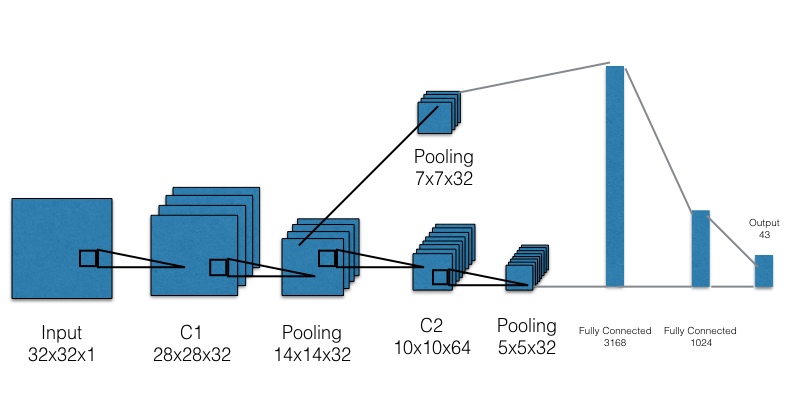 Pooling
7x7x32
Output
43
Input
32x32x1
C1
28x28x32
Pooling
14x14x32
C2
10x10x64
Pooling
5x5x32
Fully Connected
3168
Fully Connected
1024